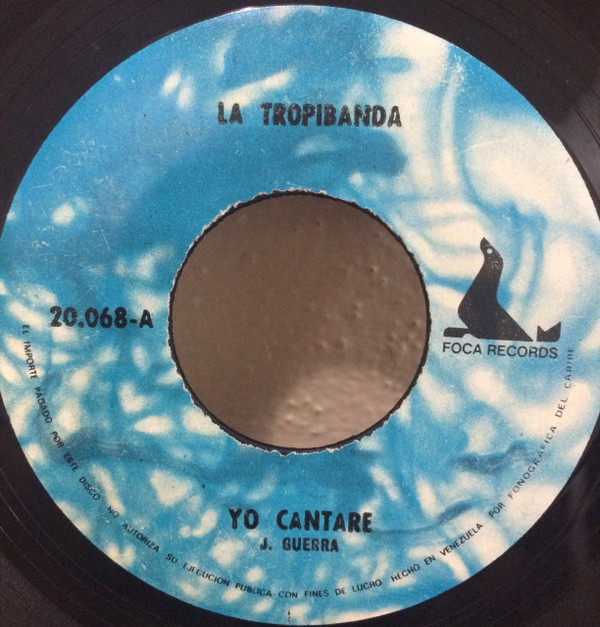 LA TROPIBANDA
20.068-A
FOCA RECORDS
YO CANTARE
J. GUERRA
EL IMPORTE PAGADO POR ESTE DISCO NO AUTORIZA SU EJECUCION PUBLICA CON FINES DE LUCRO HECHO EN VENEZUELA POR FONOGRAFICA DEL CARIBE